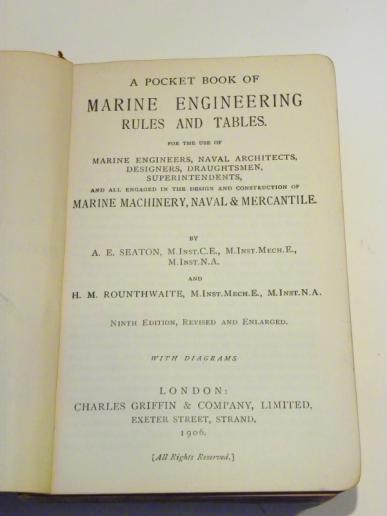 A POCKET BOOK OF
MARINE ENGINEERING
RULES AND TABLES.
FOR THE USE OF
MARINE ENGINEERS, NAVAL ARCHITECTS,
DESIGNERS, DRAUGHTSMEN,
SUPERINTENDENTS,
AND ALL ENGAGED IN THE DESIGN AND CONSTRUCTION OF
MARINE MACHINERY, NAVAL & MERCANTILE.
BY
A. E. SEATON, M.INST.C.E., M.INST.MECH.E.,
M.INST.N.A.
AND
H. M. ROUNTHWAITE, M.INST.MECH.E., M.INST.N.A.
NINTH EDITION, REVISED AND ENLARGED.
WITH DIAGRAMS
LONDON:
CHARLES GRIFFIN & COMPANY, LIMITED,
EXETER STREET, STRAND.
1906.
[All Rights Reserved.]